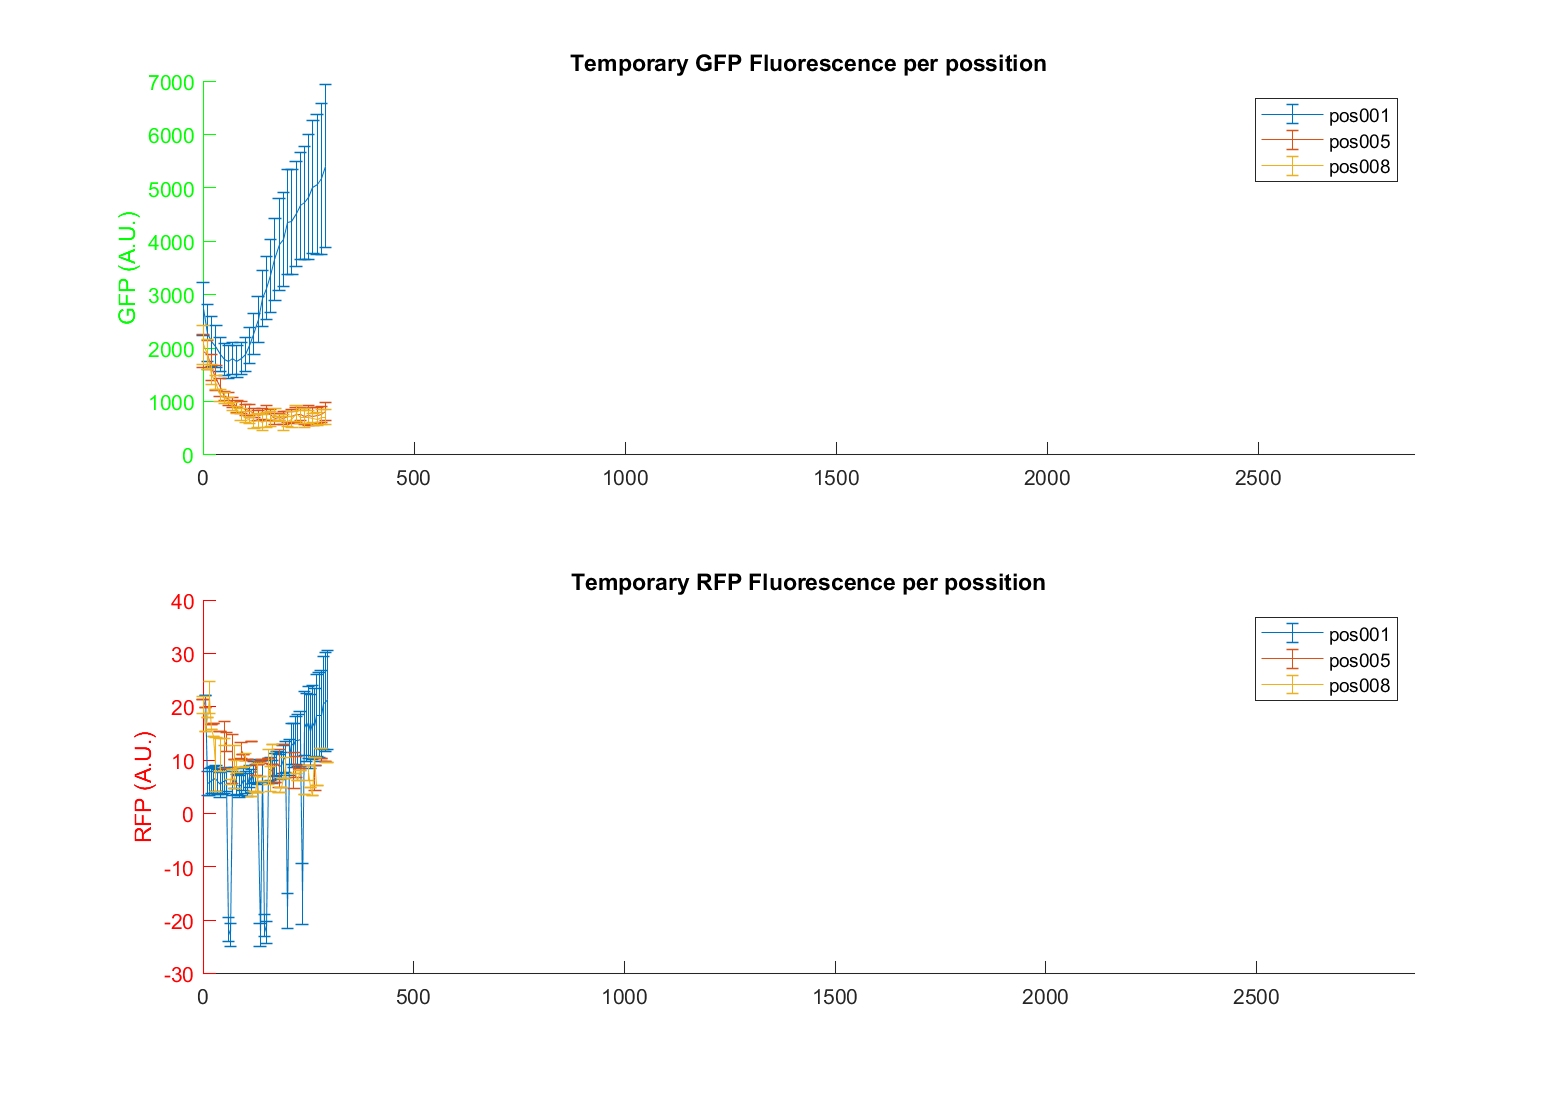 Temporary GFP Fluorescence per possition
7000
6000
5000
4000
3000
2000
1000
0
GFP (A.U.)
0 500 1000 1500 2000 2500
pos001
pos005
pos008
Temporary RFP Fluorescence per possition
40
30
20
10
0
-10
-20
-30
RFP (A.U.)
0 500 1000 1500 2000 2500
pos001
pos005
pos008